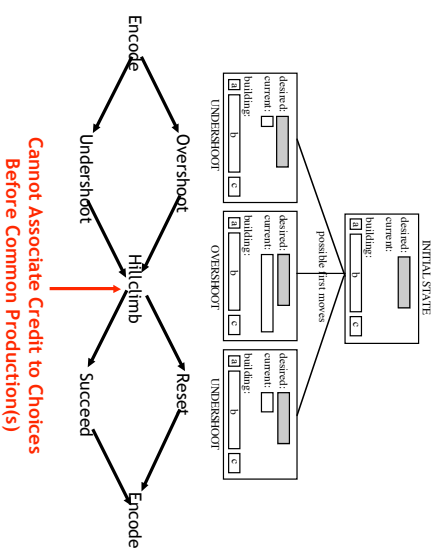 INITIAL STATE
desired:
current:
building:
a b c
possible first moves
desired: desired: desired:
current: current: current:
building: building: building:
a b c a b c a b c
UNDERSHOOT OVERSHOOT UNDERSHOOT
Overshoot Reset
Encode Hillclimb Encode
Undershoot Succeed
Cannot Associate Credit to Choices
Before Common Production(s)